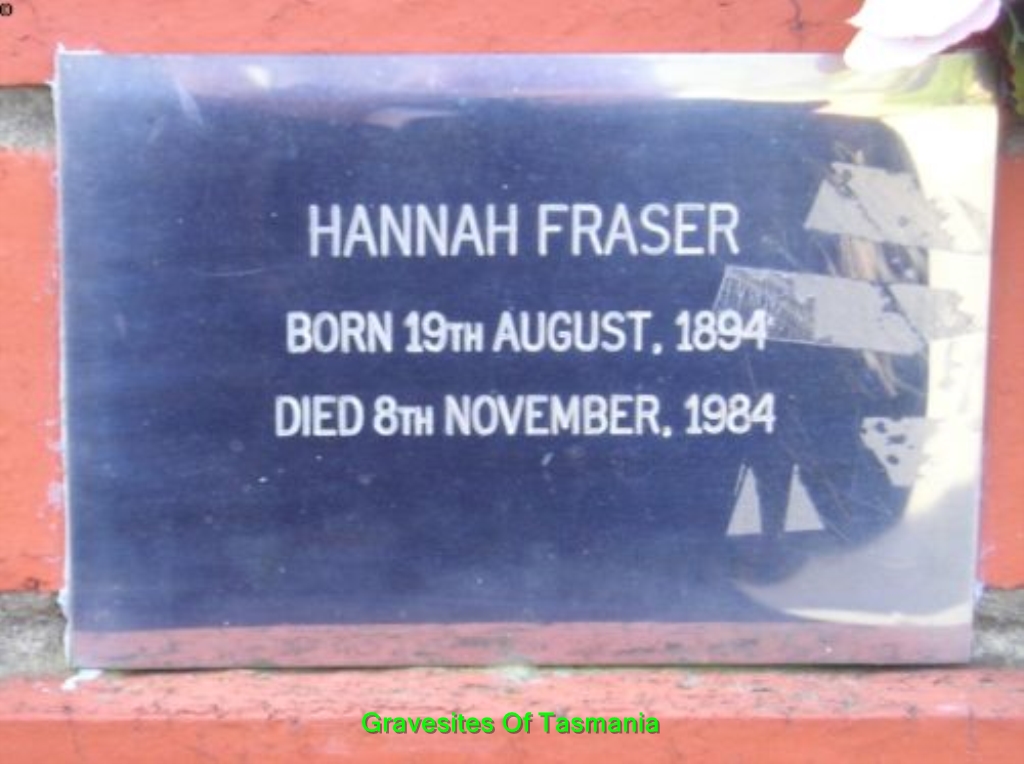 HANNAH FRASER
BORN 19TH AUGUST, 1894
DIED 8TH NOVEMBER, 1984
Gravesites Of Tasmania